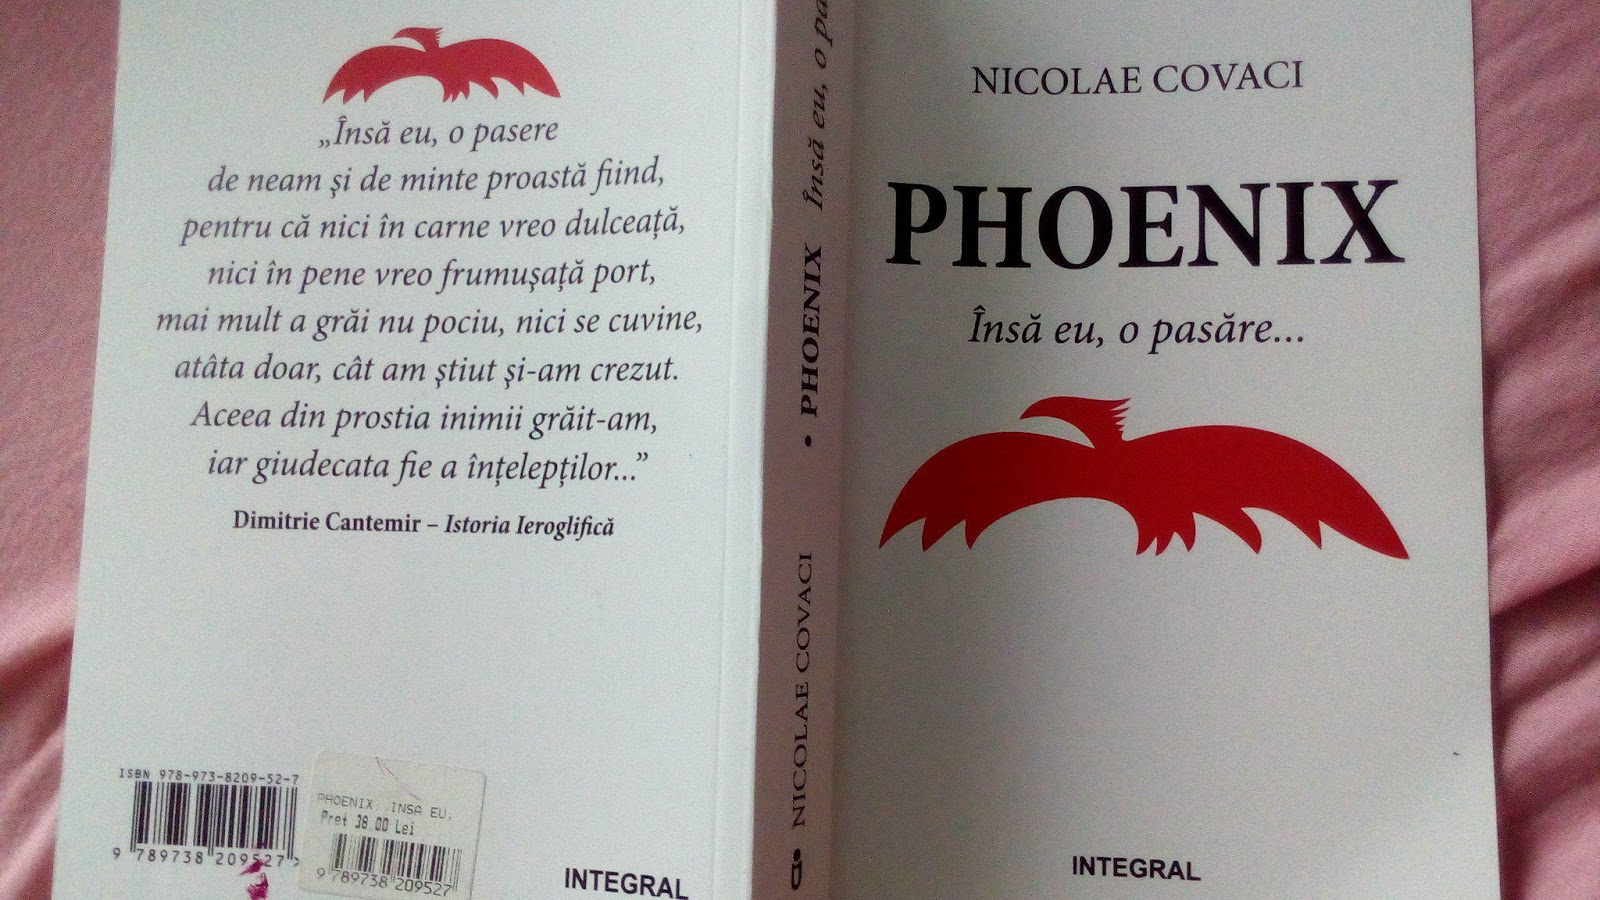 „Însă eu, o pasere
de neam și de minte proastă fiind,
pentru că nici în carne vreo dulceață,
nici în pene vreo frumușață port,
mai mult a grăi nu pociu, nici se cuvine,
atâta doar, cât am știut și-am crezut.
Aceea din prostia inimii grăit-am,
iar giudecata fie a înțelepților...”
Dimitrie Cantemir – Istoria Ieroglifică
ISBN 978-973-8209-52-7
9 789738 209527 >
PHOENIX. INSA EU,
Pret 38.00 Lei
9 789738 209527
INTEGRAL
NICOLAE COVACI • PHOENIX Însă eu, o
NICOLAE COVACI
PHOENIX
Însă eu, o pasăre...
INTEGRAL